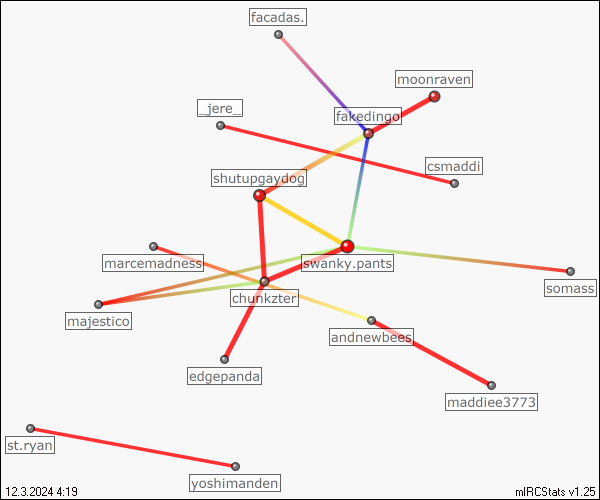 facadas.
moonraven
_jere_
fakedingo
csmaddi
shutupgaydog
marcemadness
swanky.pants
somass
chunkzter
majestico
andnewbees
edgepanda
maddiee3773
st.ryan
yoshimanden
12.3.2024 4:19
mIRCStats v1.25